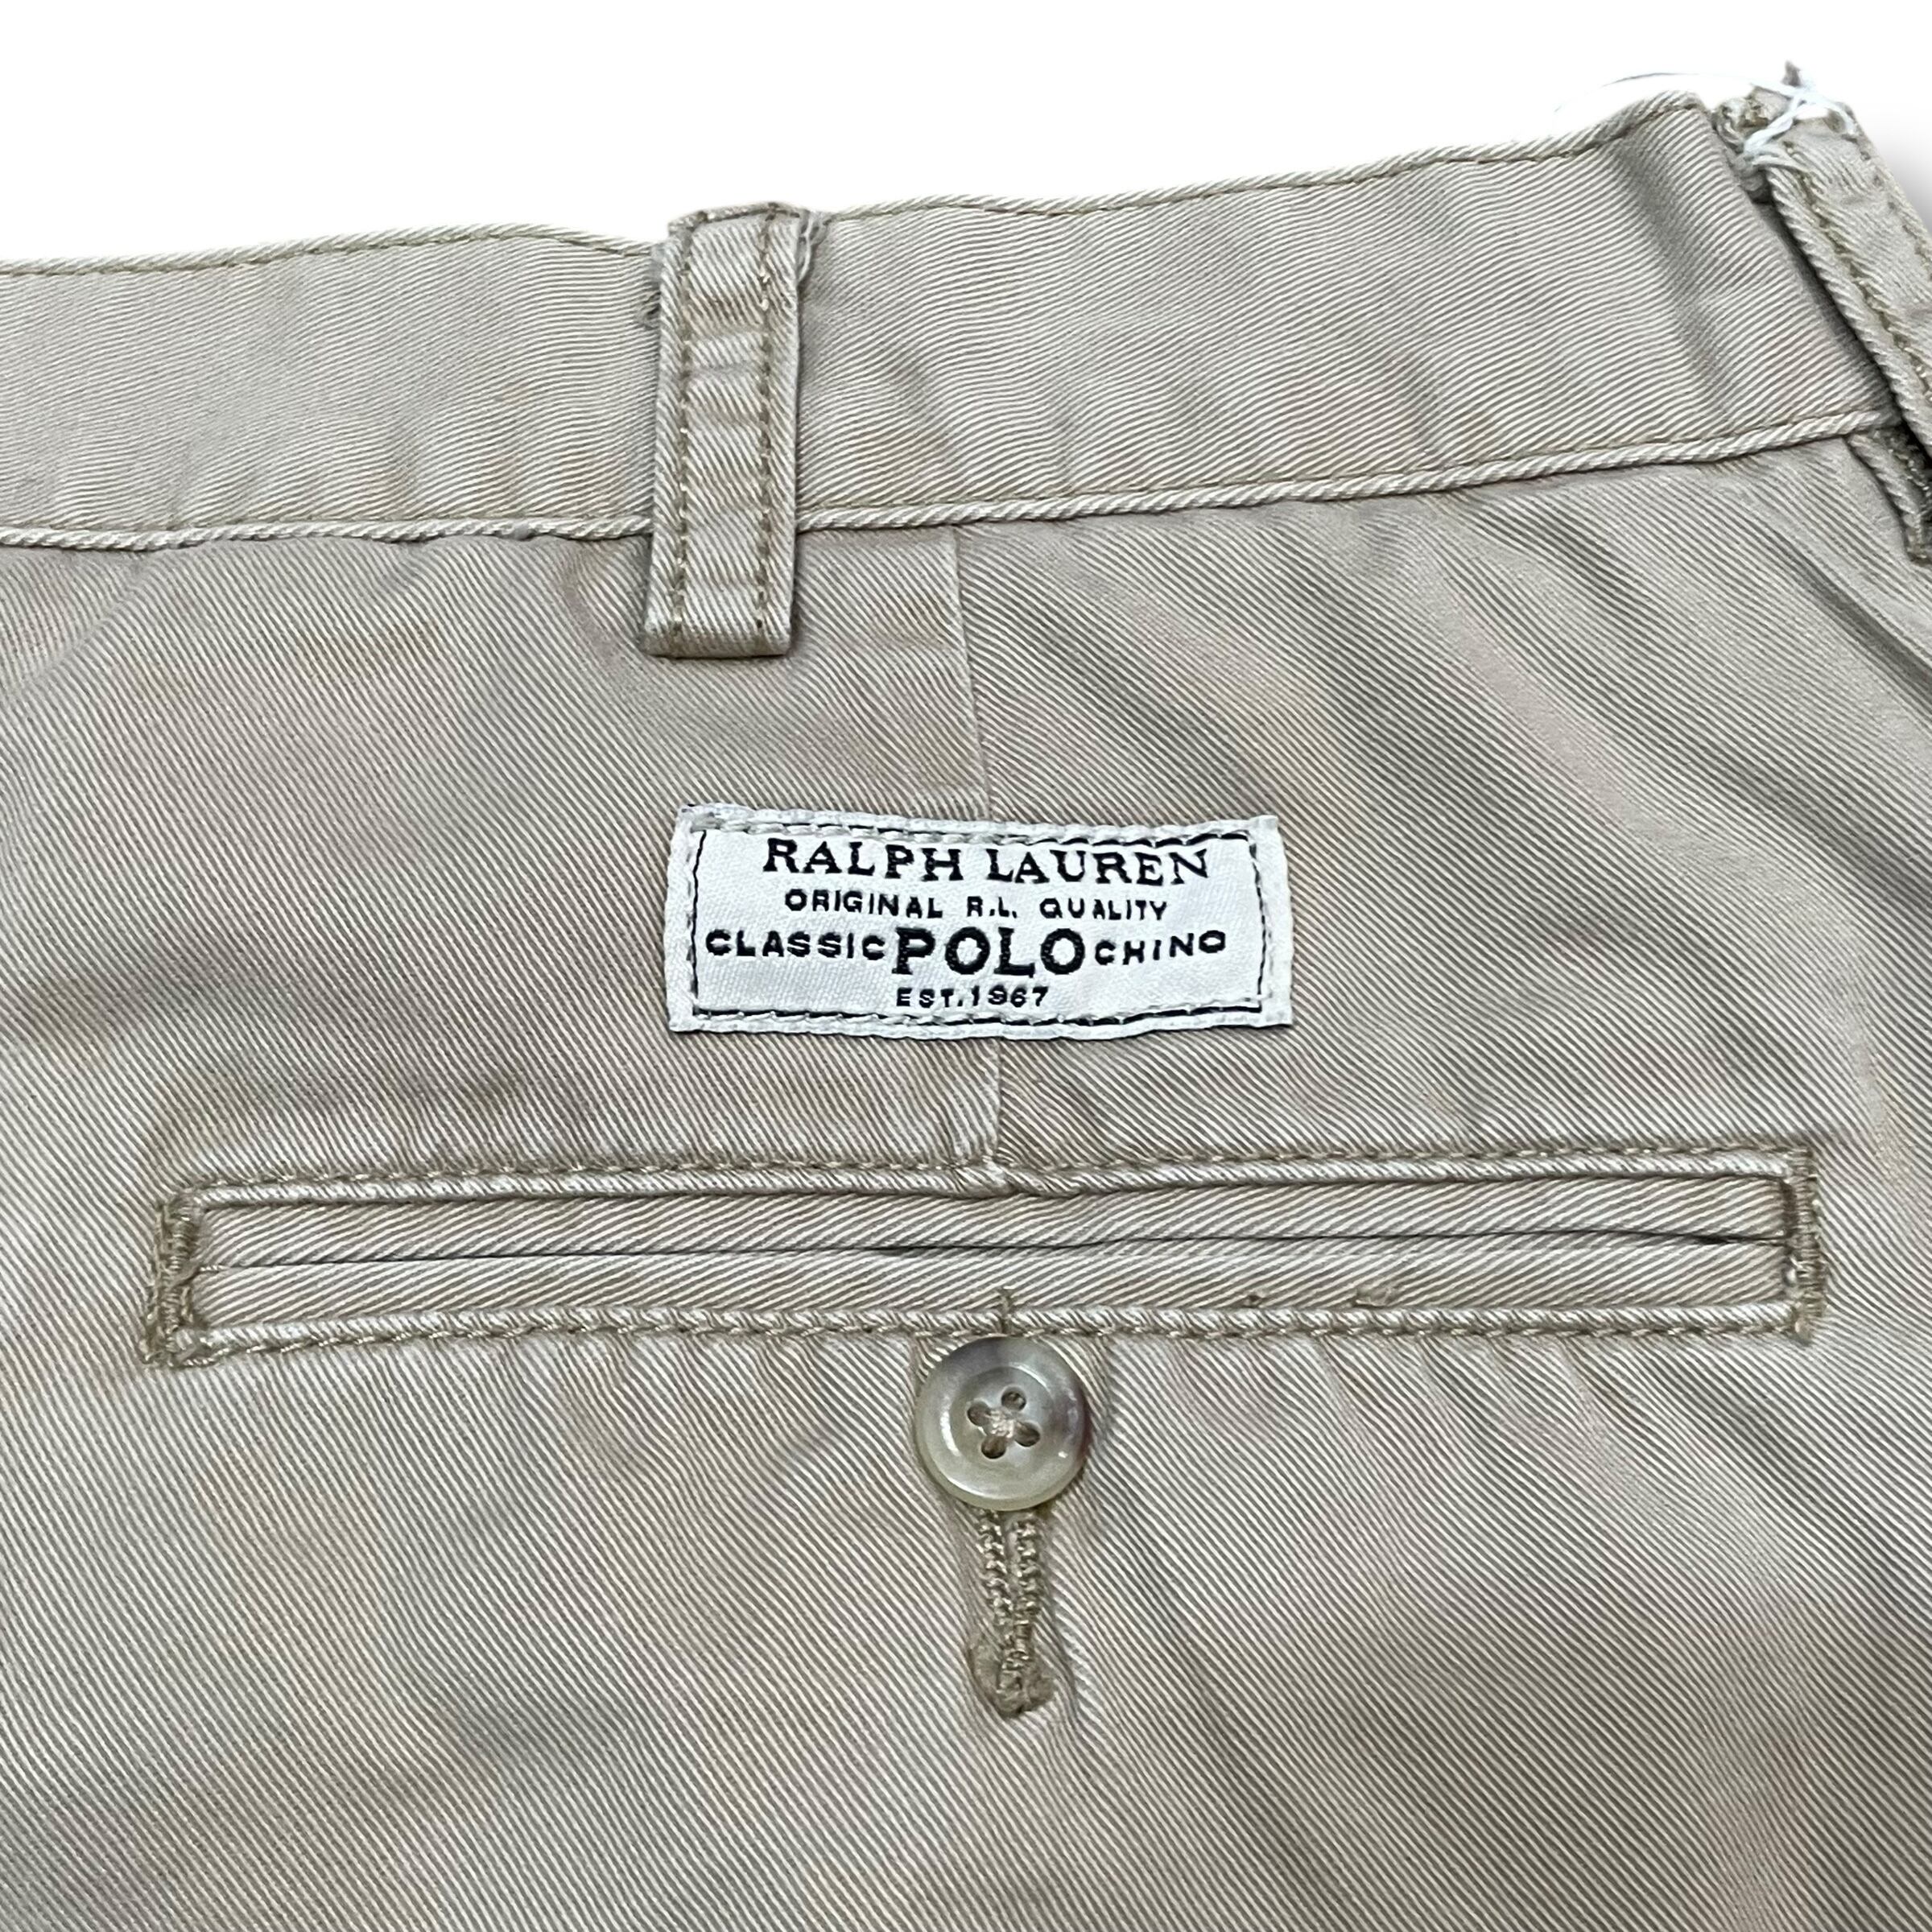 RALPH LAUREN
ORIGINAL R.L. QUALITY
CLASSIC POLO CHINO
EST. 1967